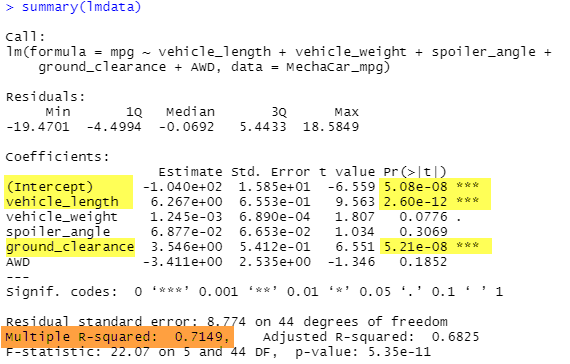 > summary(lmdata)
Call:
lm(formula = mpg ~ vehicle_length + vehicle_weight + spoiler_angle +
    ground_clearance + AWD, data = MechaCar_mpg)
Residuals:
     Min       1Q   Median       3Q      Max
-19.4701  -4.4994  -0.0692   5.4433  18.5849
Coefficients:
                   Estimate Std. Error t value Pr(>|t|)
(Intercept)      -1.040e+02  1.585e+01  -6.559 5.08e-08 ***
vehicle_length    6.267e+00  6.553e-01   9.563 2.60e-12 ***
vehicle_weight    1.245e-03  6.890e-04   1.807   0.0776 .
spoiler_angle     6.877e-02  6.653e-02   1.034   0.3069
ground_clearance  3.546e+00  5.412e-01   6.551 5.21e-08 ***
AWD              -3.411e+00  2.535e+00  -1.346   0.1852
---
Signif. codes:  0 ‘***’ 0.001 ‘**’ 0.01 ‘*’ 0.05 ‘.’ 0.1 ‘ ’ 1
Residual standard error: 8.774 on 44 degrees of freedom
Multiple R-squared:  0.7149,    Adjusted R-squared:  0.6825
F-statistic: 22.07 on 5 and 44 DF,  p-value: 5.35e-11